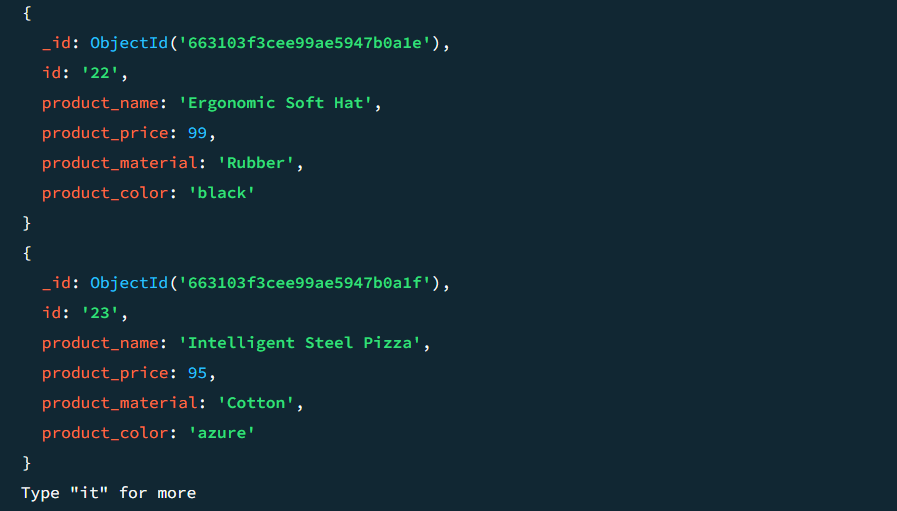 {
_id: ObjectId('663103f3cee99ae5947b0a1e'),
id: '22',
product_name: 'Ergonomic Soft Hat',
product_price: 99,
product_material: 'Rubber',
product_color: 'black'
}
{
_id: ObjectId('663103f3cee99ae5947b0a1f'),
id: '23',
product_name: 'Intelligent Steel Pizza',
product_price: 95,
product_material: 'Cotton',
product_color: 'azure'
}
Type "it" for more